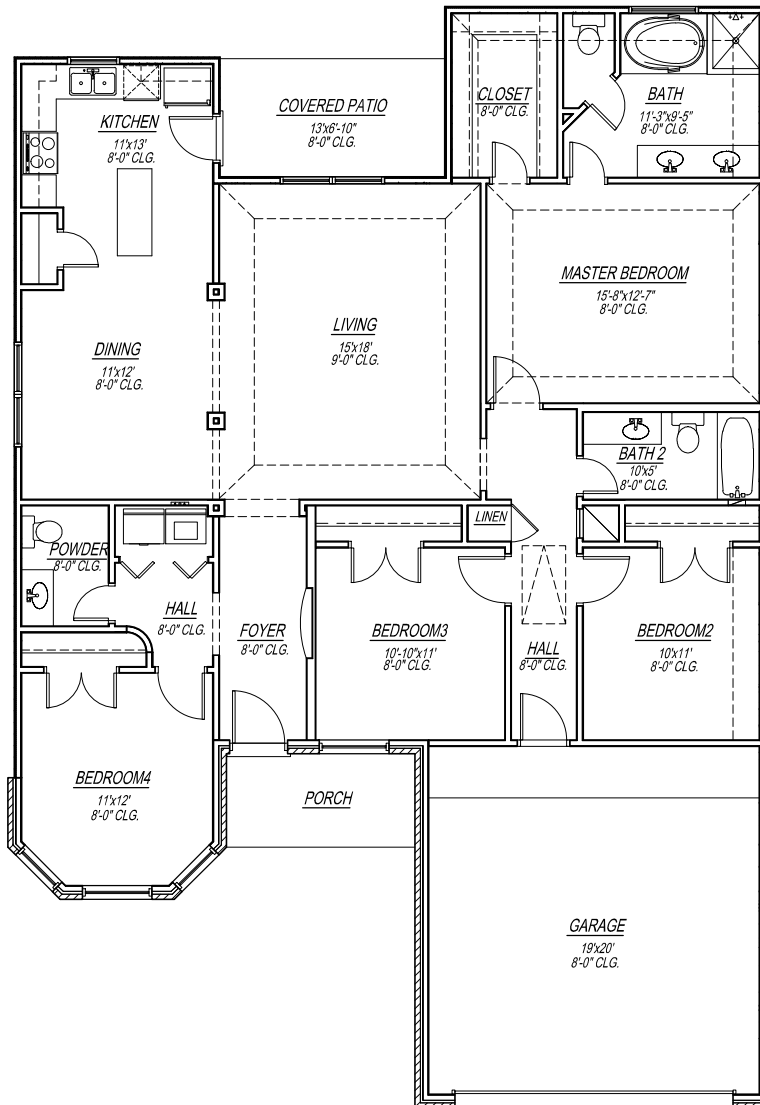 COVERED PATIO
13'x6'-10"
8'-0" CLG.
CLOSET
8'-0" CLG.
BATH
11'-3"x9'-5"
8'-0" CLG.
KITCHEN
11'x13'
8'-0" CLG.
MASTER BEDROOM
15'-8"x12'-7"
8'-0" CLG.
LIVING
15'x18'
9'-0" CLG.
DINING
11'x12'
8'-0" CLG.
BATH 2
10'x5'
8'-0" CLG.
LINEN
POWDER
8'-0" CLG.
HALL
8'-0" CLG.
FOYER
8'-0" CLG.
BEDROOM3
10'-10"x11'
8'-0" CLG.
HALL
8'-0" CLG.
BEDROOM2
10'x11'
8'-0" CLG.
BEDROOM4
11'x12'
8'-0" CLG.
PORCH
GARAGE
19'x20'
8'-0" CLG.